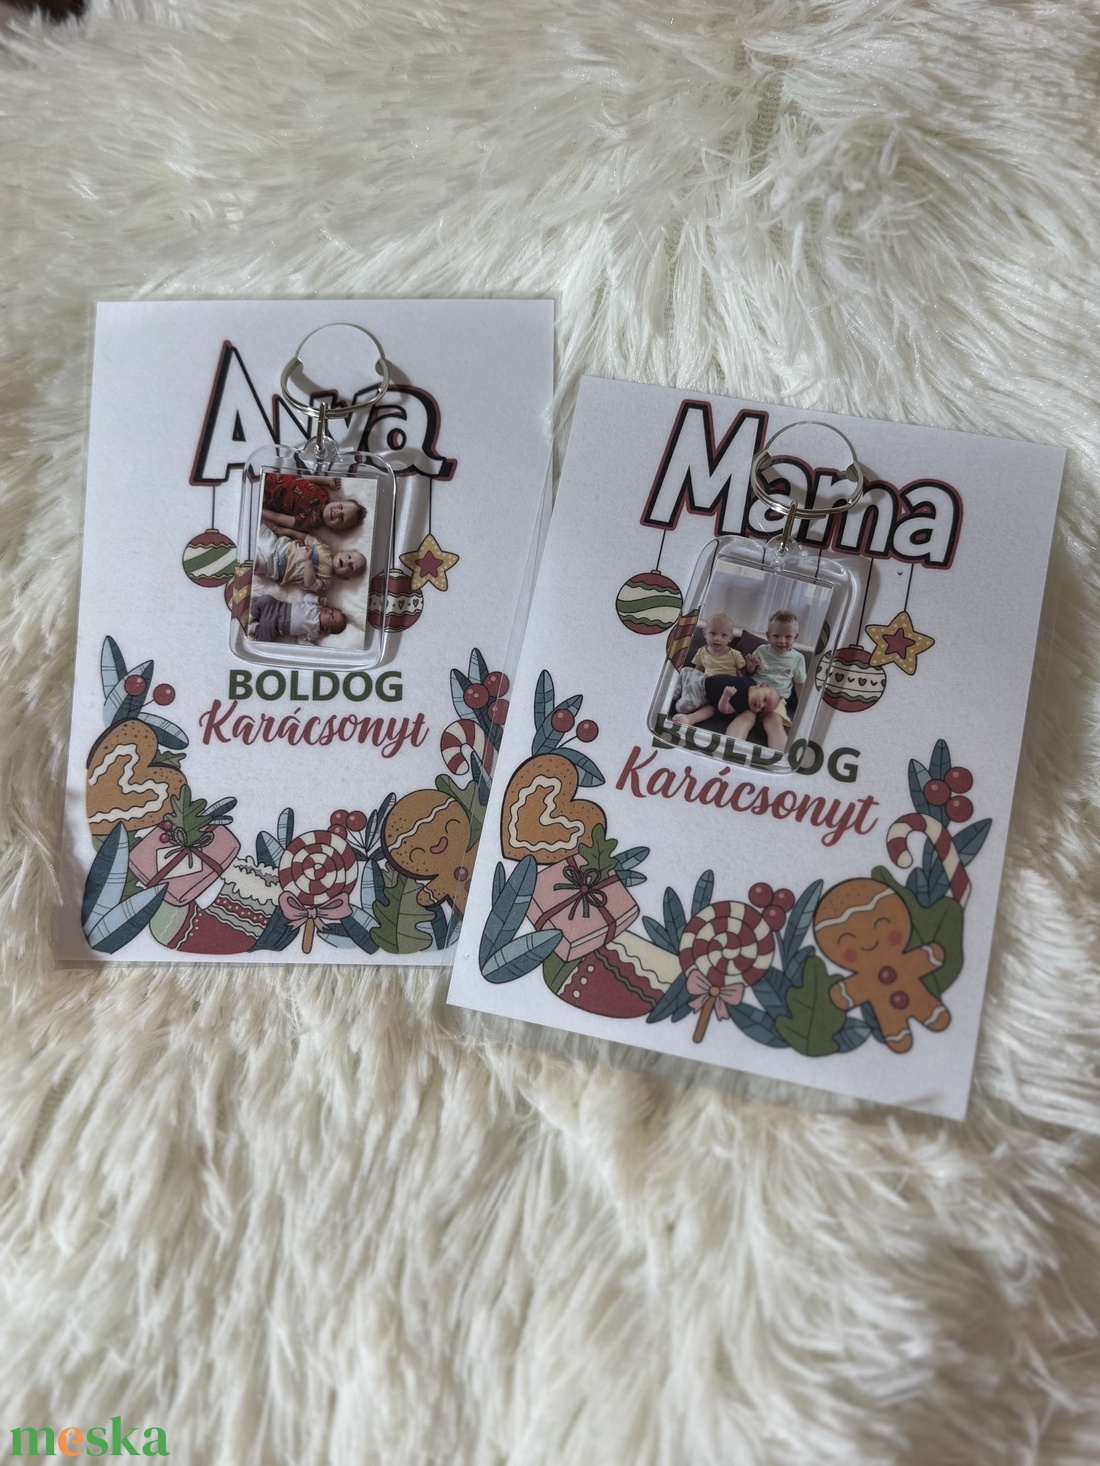 Anya
BOLDOG
Karácsonyt
Mama
BOLDOG
Karácsonyt
meska